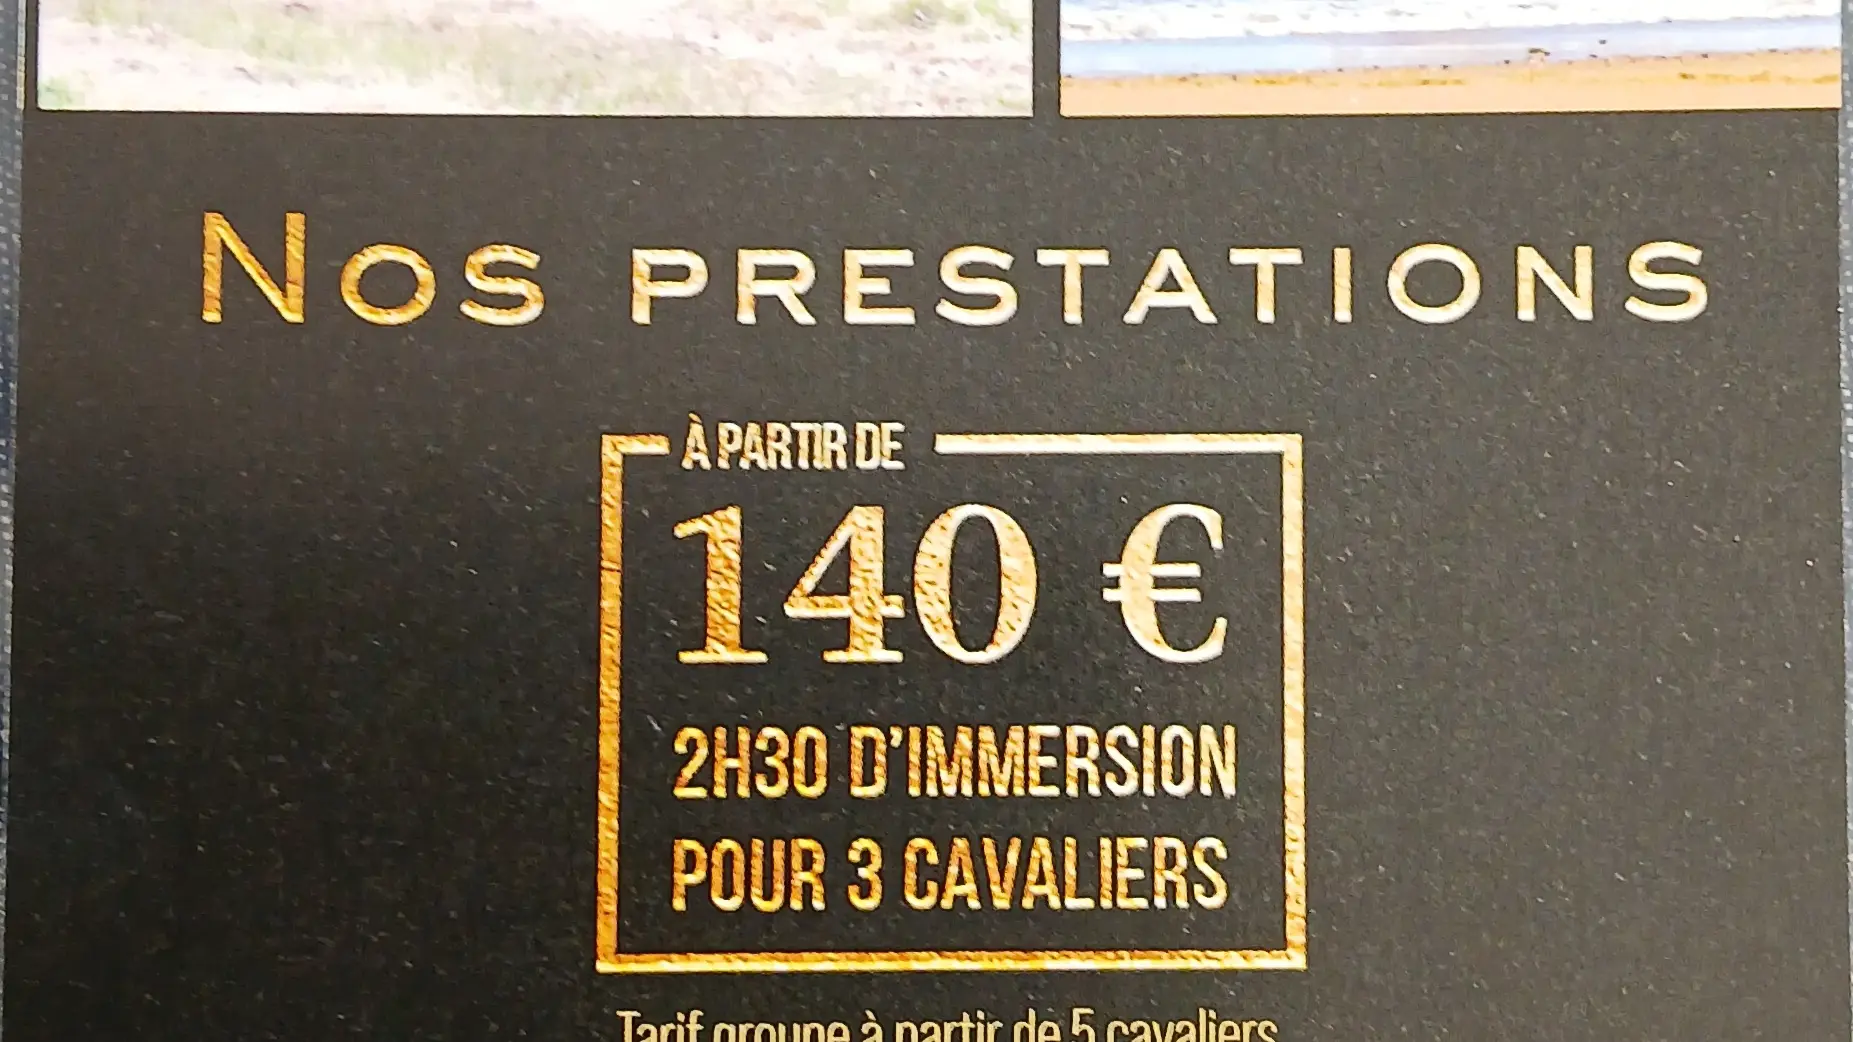 NOS PRESTATIONS
À PARTIR DE
140 €
2H30 D'IMMERSION
POUR 3 CAVALIERS
Tarif groupe à partir de 5 cavaliers